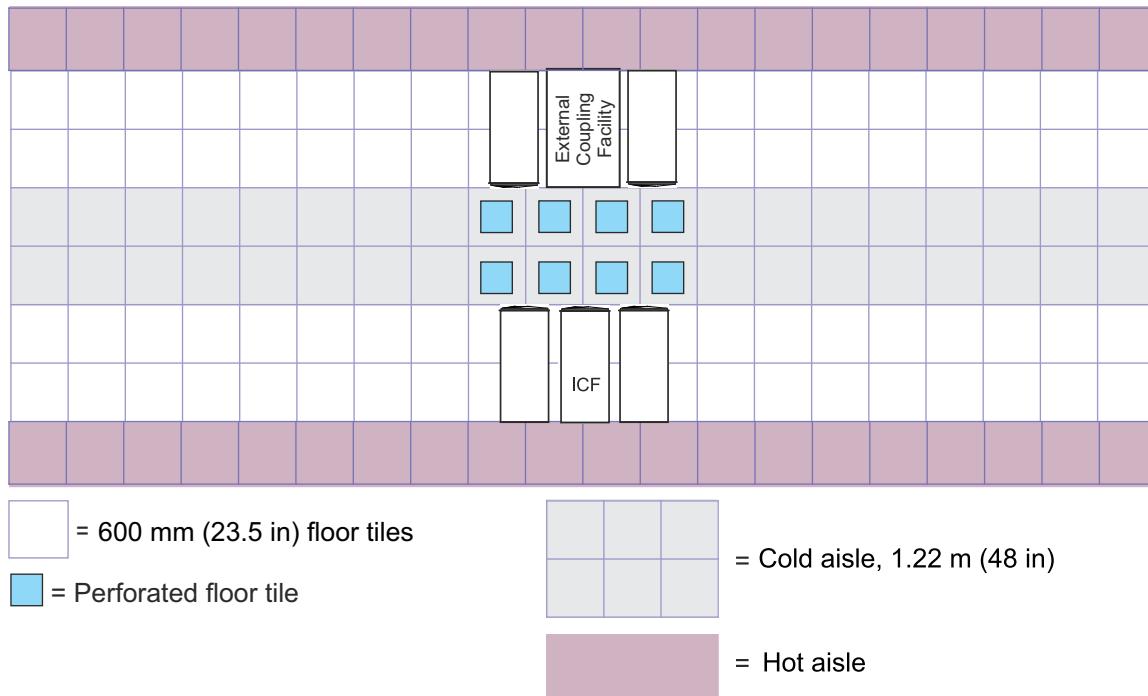 External
Coupling
Facility
ICF
= 600 mm (23.5 in) floor tiles
= Perforated floor tile
= Cold aisle, 1.22 m (48 in)
= Hot aisle